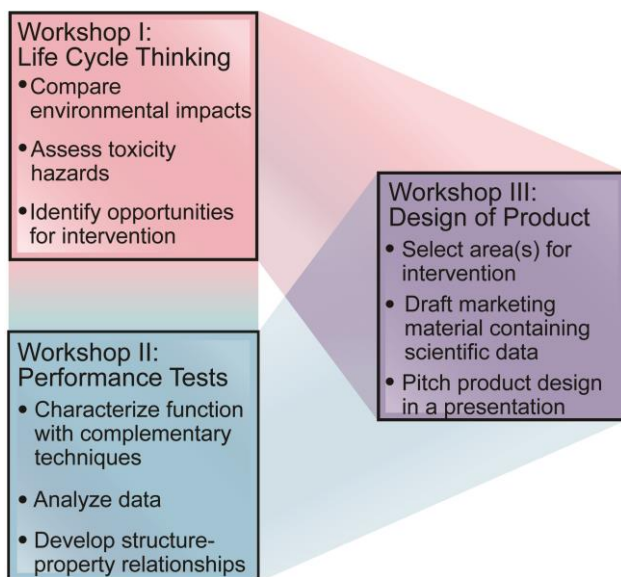 Workshop I:
Life Cycle Thinking
• Compare
environmental impacts
• Assess toxicity
hazards
• Identify opportunities
for intervention
Workshop II:
Performance Tests
• Characterize function
with complementary
techniques
• Analyze data
• Develop structure-
property relationships
Workshop III:
Design of Product
• Select area(s) for
intervention
• Draft marketing
material containing
scientific data
• Pitch product design
in a presentation